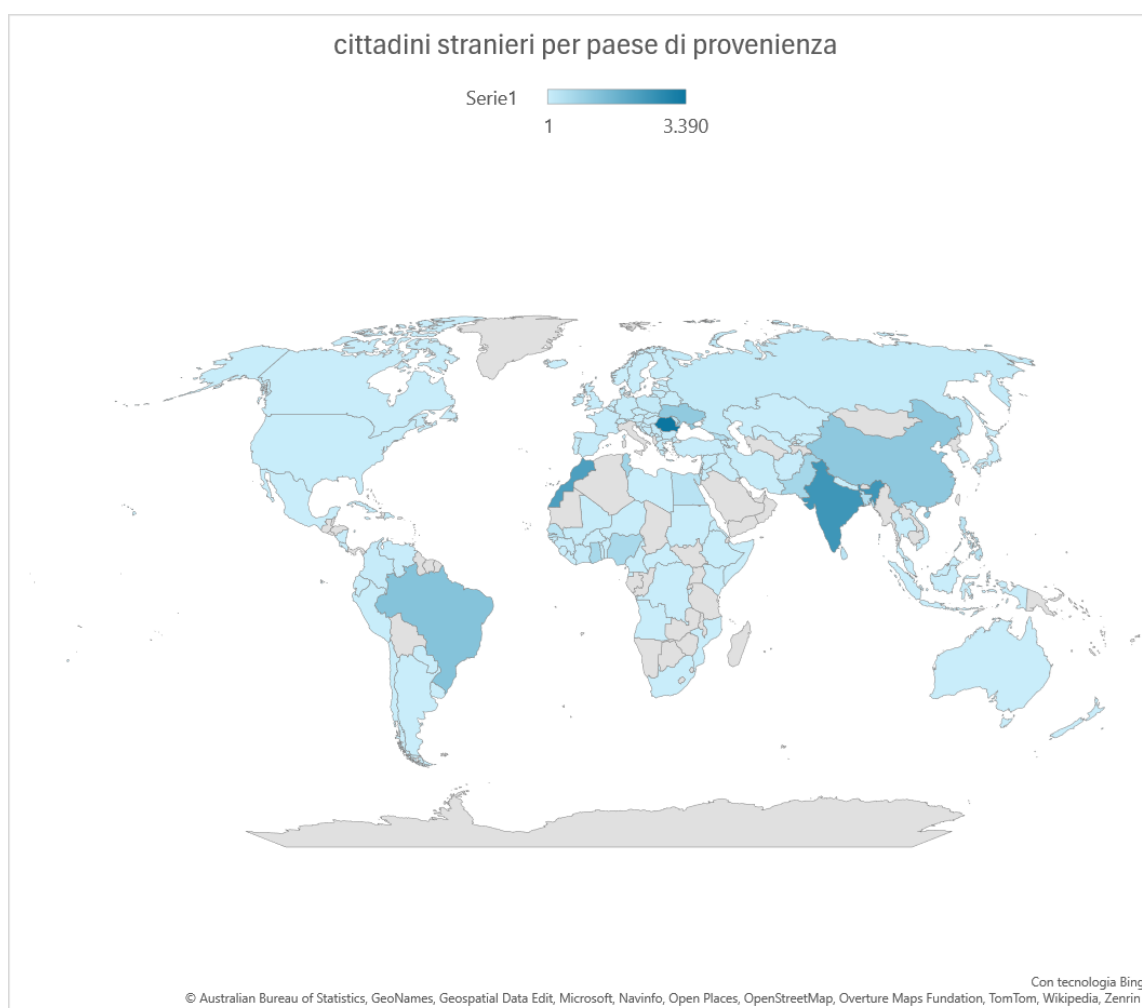 cittadini stranieri per paese di provenienza
Serie1
1
3.390
Con tecnologia Bing
© Australian Bureau of Statistics, GeoNames, Geospatial Data Edit, Microsoft, Navinfo, Open Places, OpenStreetMap, Overture Maps Fundation, TomTom, Wikipedia, Zenrin